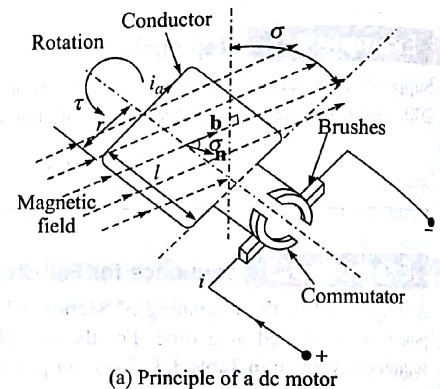 Conductor
σ
Rotation
i_a
τ
r
b
Brushes
σ
n
l
Magnetic
field
-
Commutator
i
+
(a) Principle of a dc motor